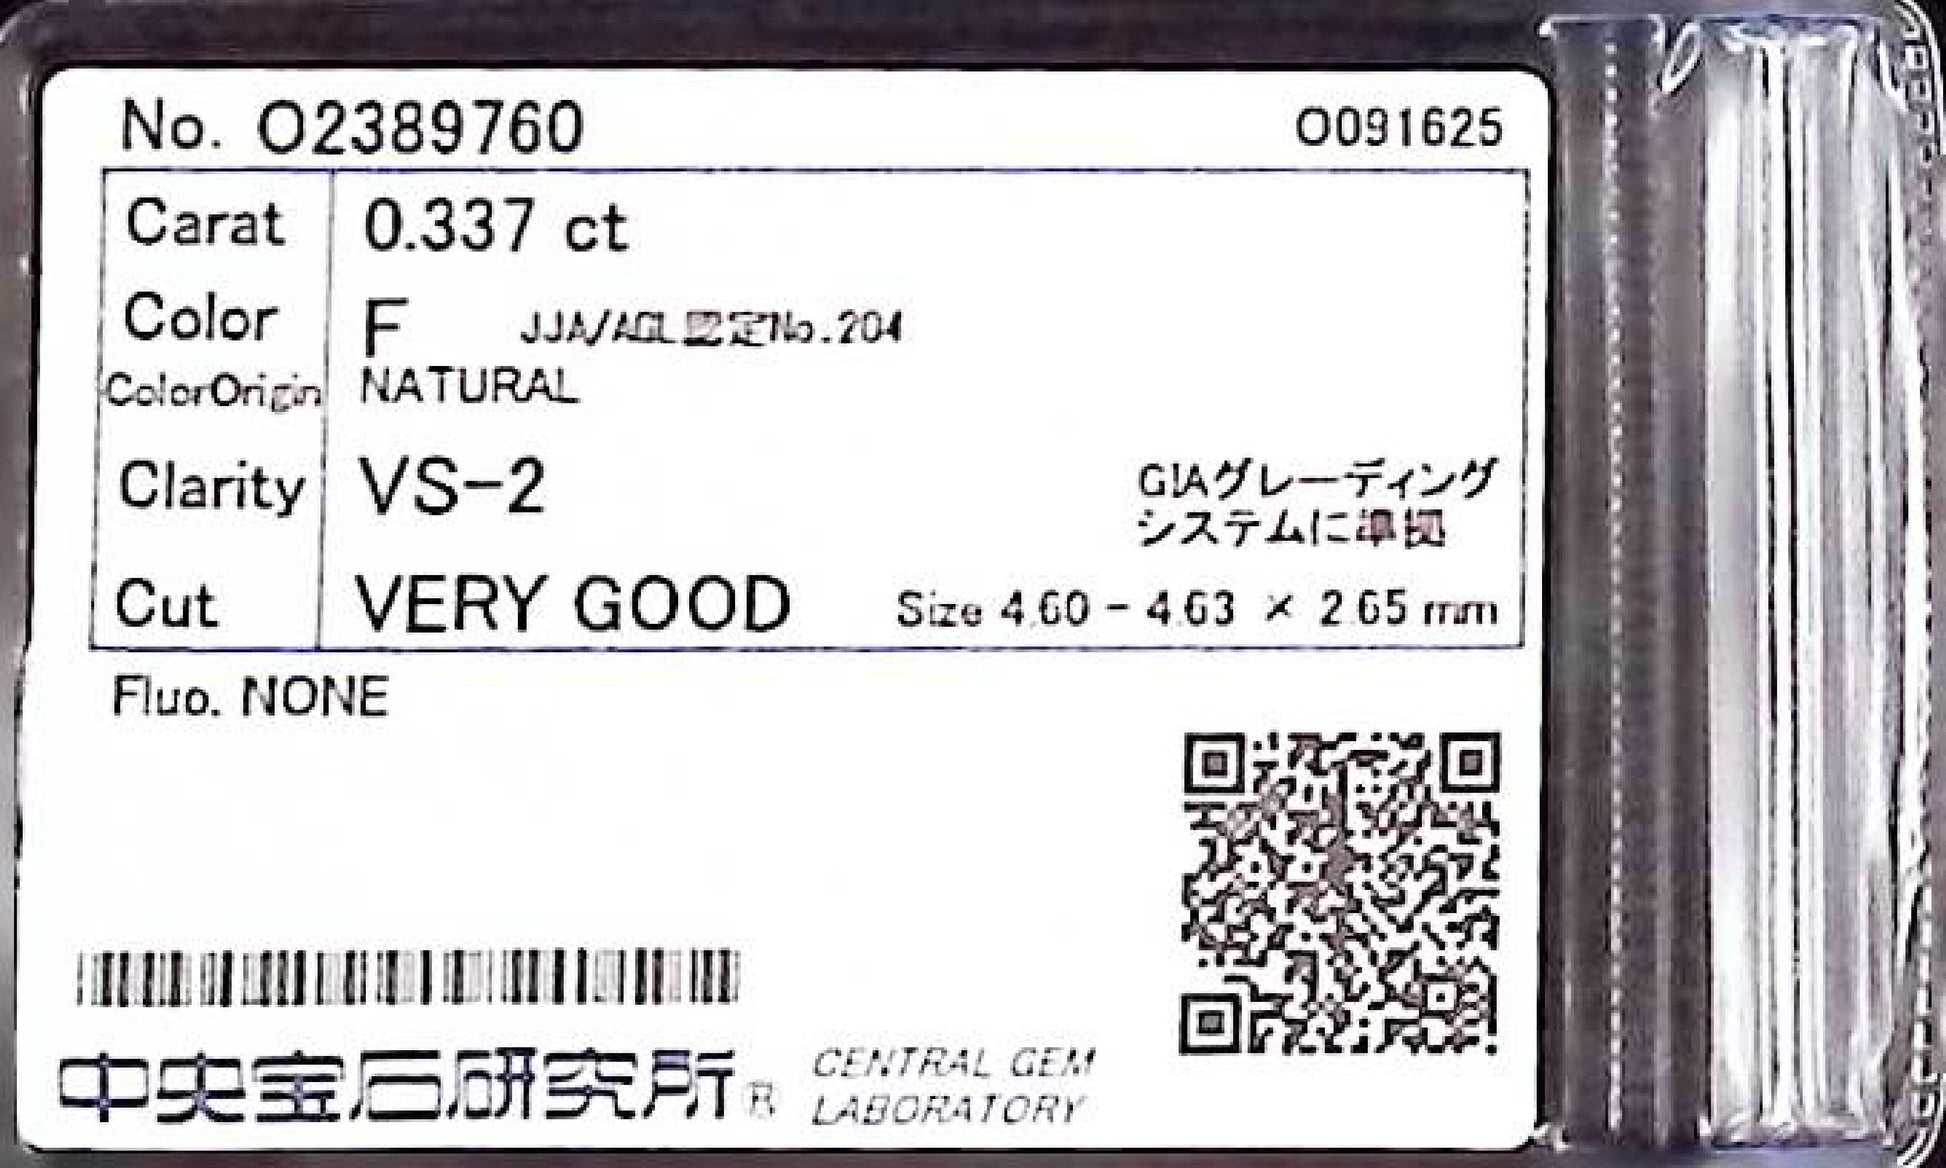 No. O2389760
O091625
Carat 0.337 ct
Color F JJA/AGL認定No.204
ColorOrigin NATURAL
Clarity VS-2
GIAグレーディング
システムに準拠
Cut VERY GOOD Size 4.60 - 4.63 × 2.65 mm
Fluo. NONE
中央宝石研究所® CENTRAL GEM
LABORATORY